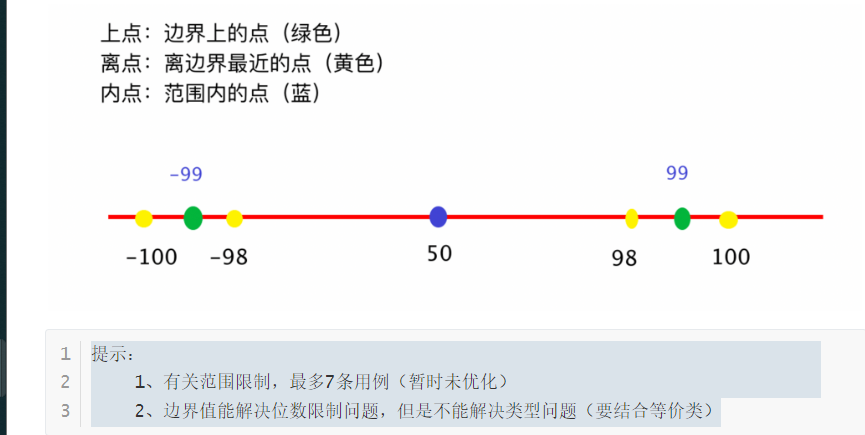 上点：边界上的点（绿色）
离点：离边界最近的点（黄色）
内点：范围内的点（蓝）
-99 99
-100 -98 50 98 100
1 提示：
2 1、有关范围限制，最多7条用例（暂时未优化）
3 2、边界值能解决位数限制问题，但是不能解决类型问题（要结合等价类）